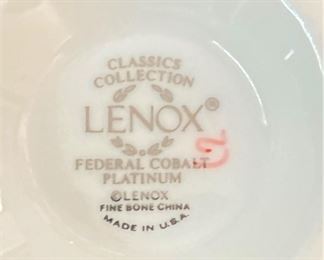 CLASSICS
COLLECTION
LENOX®
FEDERAL COBALT
PLATINUM
©LENOX
FINE BONE CHINA
MADE IN U.S.A.